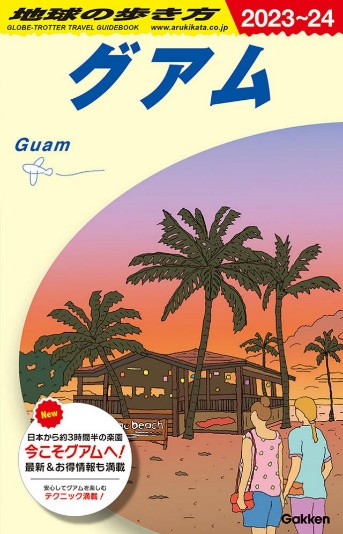 地球の歩き方
GLOBE-TROTTER TRAVEL GUIDEBOOK
www.arukikata.co.jp
2023~24
グアム
Guam
New
日本から約3時間半の楽園
今こそグアムへ!
最新&お得情報も満載
安心してグアムを楽しむ
テクニック満載!
beach
Gakken